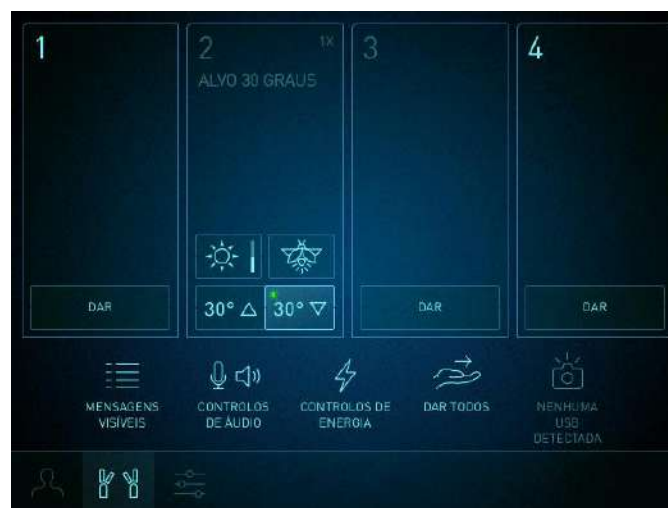 1
2 1X
ALVO 30 GRAUS
3
4
DAR
30° 30°
DAR
DAR
MENSAGENS
VISÍVEIS
CONTROLOS
DE ÁUDIO
CONTROLOS DE
ENERGIA
DAR TODOS
NENHUMA
USB
DETECTADA